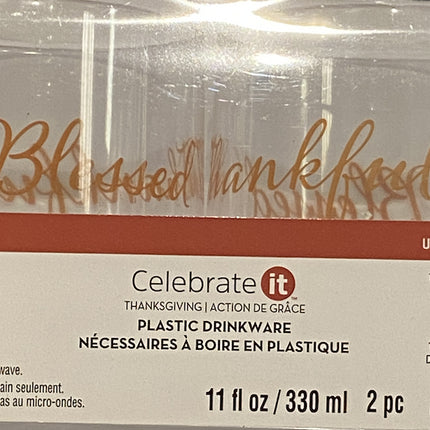 Blessed Thankful
U
Celebrate it™
THANKSGIVING | ACTION DE GRÂCE
PLASTIC DRINKWARE
NÉCESSAIRES À BOIRE EN PLASTIQUE
wave.
ain seulement.
as au micro-ondes.
11 fl oz / 330 ml 2 pc